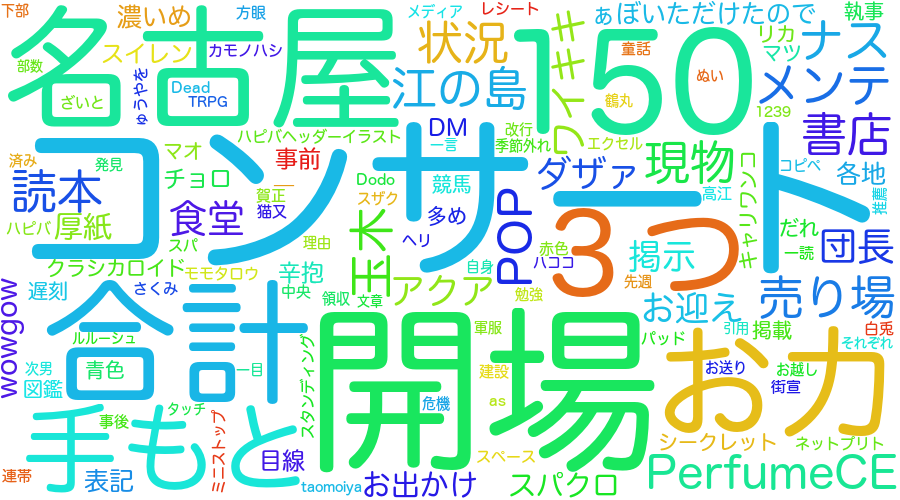 下部
濃いめ
方眼
メディア
レシート
ぁぼいただけたので
執事
名古屋
スイレン
カモノハシ
状況
150
童話
リカ
ナス
マツ
部数
ざいと
ゅうやを
Dead
TRPG
江の島
ワイキキ
ぬい
メンテ
鶴丸
1239
ハピバヘッダーイラスト
DM
改行
エクセル
書店
コンサート
済み
発見
マオ
事前
一言
季節外れ
現物
キャリワンコ
コピペ
読本
チョロ
賀正
Dodo
競馬
ダザァ
各地
推薦
ハピバ
厚紙
食堂
猫又
スザク
多め
POP
3つ
高江
だれ
団長
スパ
理由
玉木
ヘリ
赤色
掲示
一読
クラシカロイド
モモタロウ
辛抱
自身
ハココ
先週
wowgow
遅刻
さくみ
中央
領収
文章
アクア
勉強
お迎え
売り場
合計
開場
軍服
引用
掲載
白兎
ルルーシュ
スタンディング
パッド
それぞれ
おカ
次男
青色
一目
建設
お送り
お越し
図鑑
as
危機
街宣
手もと
事後
タッチ
ミニストップ
スペース
シークレット
ネットプリト
連帯
表記
目線
taomoiya
お出かけ
スパクロ
PerfumeCE